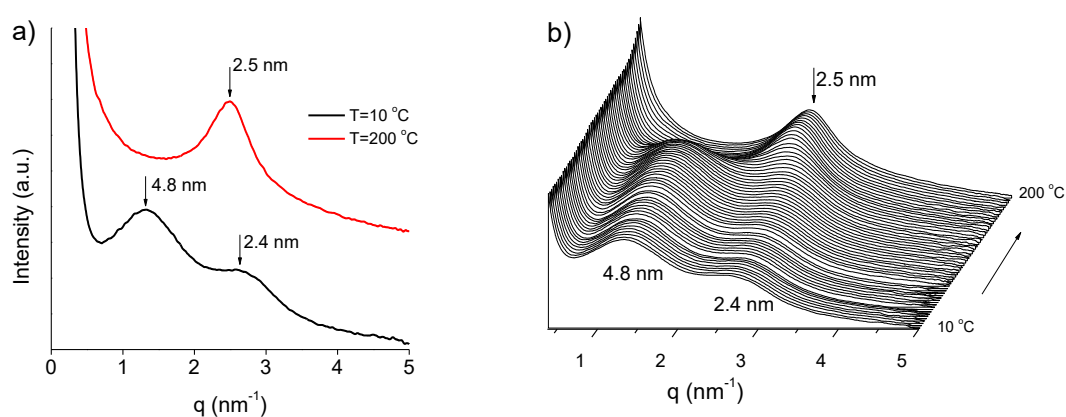 a)
2.5 nm
T=10 °C
T=200 °C
4.8 nm
2.4 nm
Intensity (a.u.)
0 1 2 3 4 5
q (nm⁻¹)
b)
2.5 nm
200 °C
4.8 nm
2.4 nm
10 °C
1 2 3 4 5
q (nm⁻¹)